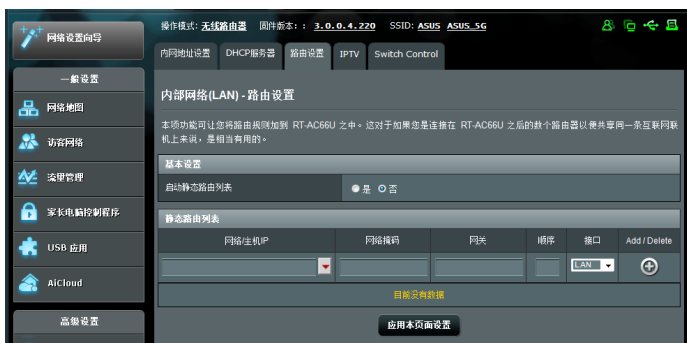 操作模式: 无线路由器 固件版本: : 3.0.0.4.220 SSID: ASUS ASUS_5G
网络设置向导
内网地址设置 DHCP服务器 路由设置 IPTV Switch Control
一般设置
网络地图
访客网络
流量管理
家长电脑控制程序
USB 应用
AiCloud
高级设置
内部网络(LAN) - 路由设置
本项功能可让您将路由规则加到 RT-AC66U 之中。这对于如果您是连接在 RT-AC66U 之后的数个路由器以便共享同一条互联网联
机上来说，是相当有用的。
基本设置
启动静态路由列表 是 否
静态路由列表
网络/主机IP 网络掩码 网关 顺序 接口 Add / Delete
LAN
目前没有数据
应用本页面设置